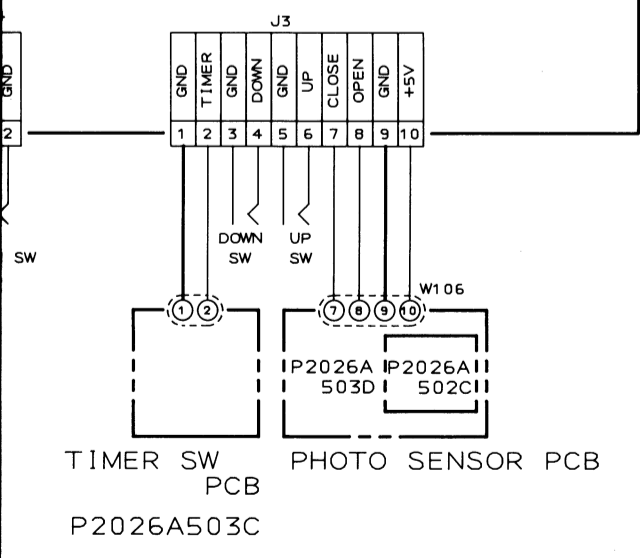 J3
GND
GND
TIMER
GND
DOWN
GND
UP
CLOSE
OPEN
GND
+5V
2
1 2 3 4 5 6 7 8 9 10
SW
DOWN
SW
UP
SW
W106
1 2
7 8 9 10
P2026A
503D
P2026A
502C
TIMER SW
PCB
PHOTO SENSOR PCB
P2026A503C